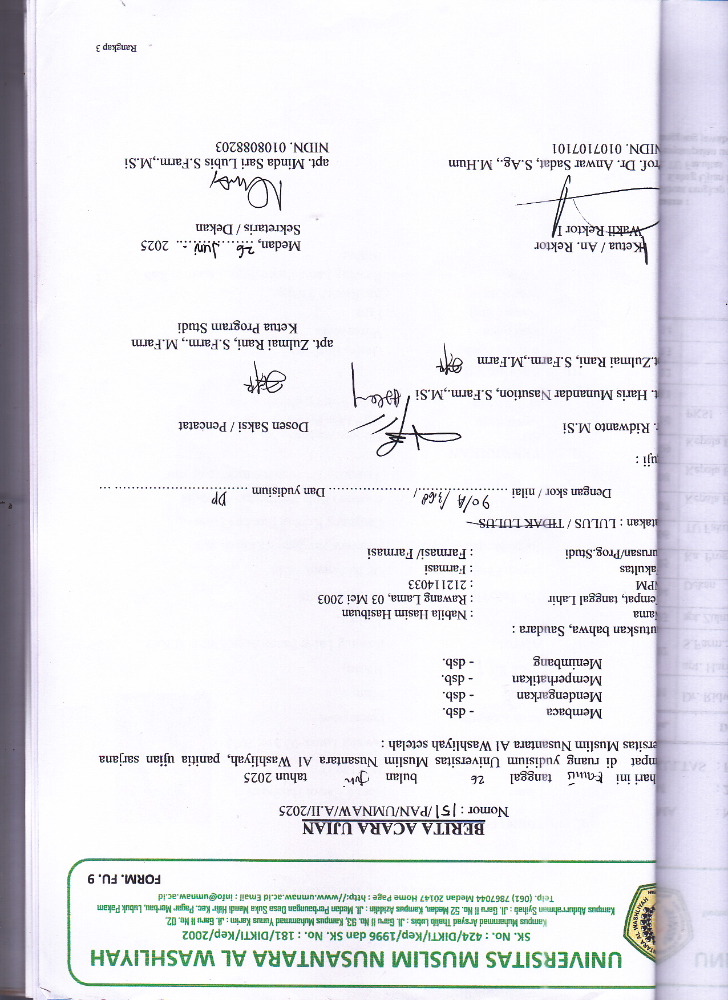 UNIVERSITAS MUSLIM NUSANTARA AL WASHLIYAH
SK. No. : 424/DIKTI/Kep/1996 dan SK. No. : 181/DIKTI/Kep/2002
Kampus Muhammad Arsyad Thalib Lubis : Jl. Garu II No. 93, Kampus Muhammad Yunus Karim : Jl. Garu II No. 02,
Kampus Abdurrahman Syihab : Jl. Garu II No. 52 Medan, Kampus Aziddin : Jl. Medan Perbaungan Desa Suka Mandi Hilir Kec. Pagar Merbau, Lubuk Pakam
Telp. (061) 7867044 Medan 20147 Home Page : http://www.umnaw.ac.id Email : info@umnaw.ac.id
FORM. FU. 9
BERITA ACARA UJIAN
Nomor : 151 /PAN/UMNAW/A.II/2025
hari ini Kamis tanggal 26 bulan Juni tahun 2025
mpat di ruang yudisium Universitas Muslim Nusantara Al Washliyah, panitia ujian sarjana
ersitas Muslim Nusantara Al Washliyah setelah :
Membaca - dsb.
Mendengarkan - dsb.
Memperhatikan - dsb.
Menimbang - dsb.
utuskan bahwa, Saudara :
ama : Nabila Hasim Hasibuan
empat, tanggal Lahir : Rawang Lama, 03 Mei 2003
NPM : 212114033
akultas : Farmasi
urusan/Prog.Studi : Farmasi/ Farmasi
atakan : LULUS / TIDAK LULUS
Dengan skor / nilai 90/A /3,68 / Dan yudisium DP
uji :
r. Ridwanto M.Si
t. Haris Munandar Nasution, S.Farm.,M.Si
t.Zulmai Rani, S.Farm.,M.Farm
Dosen Saksi / Pencatat
apt. Zulmai Rani, S.Farm., M.Farm
Ketua Program Studi
Ketua / An. Rektor
Wakil Rektor I
Prof. Dr. Anwar Sadat, S.Ag., M.Hum
NIDN. 0107107101
Medan, 26 Juni - 2025
Sekretaris / Dekan
apt. Minda Sari Lubis S.Farm.,M.Si
NIDN. 0108088203
Rangkap 3